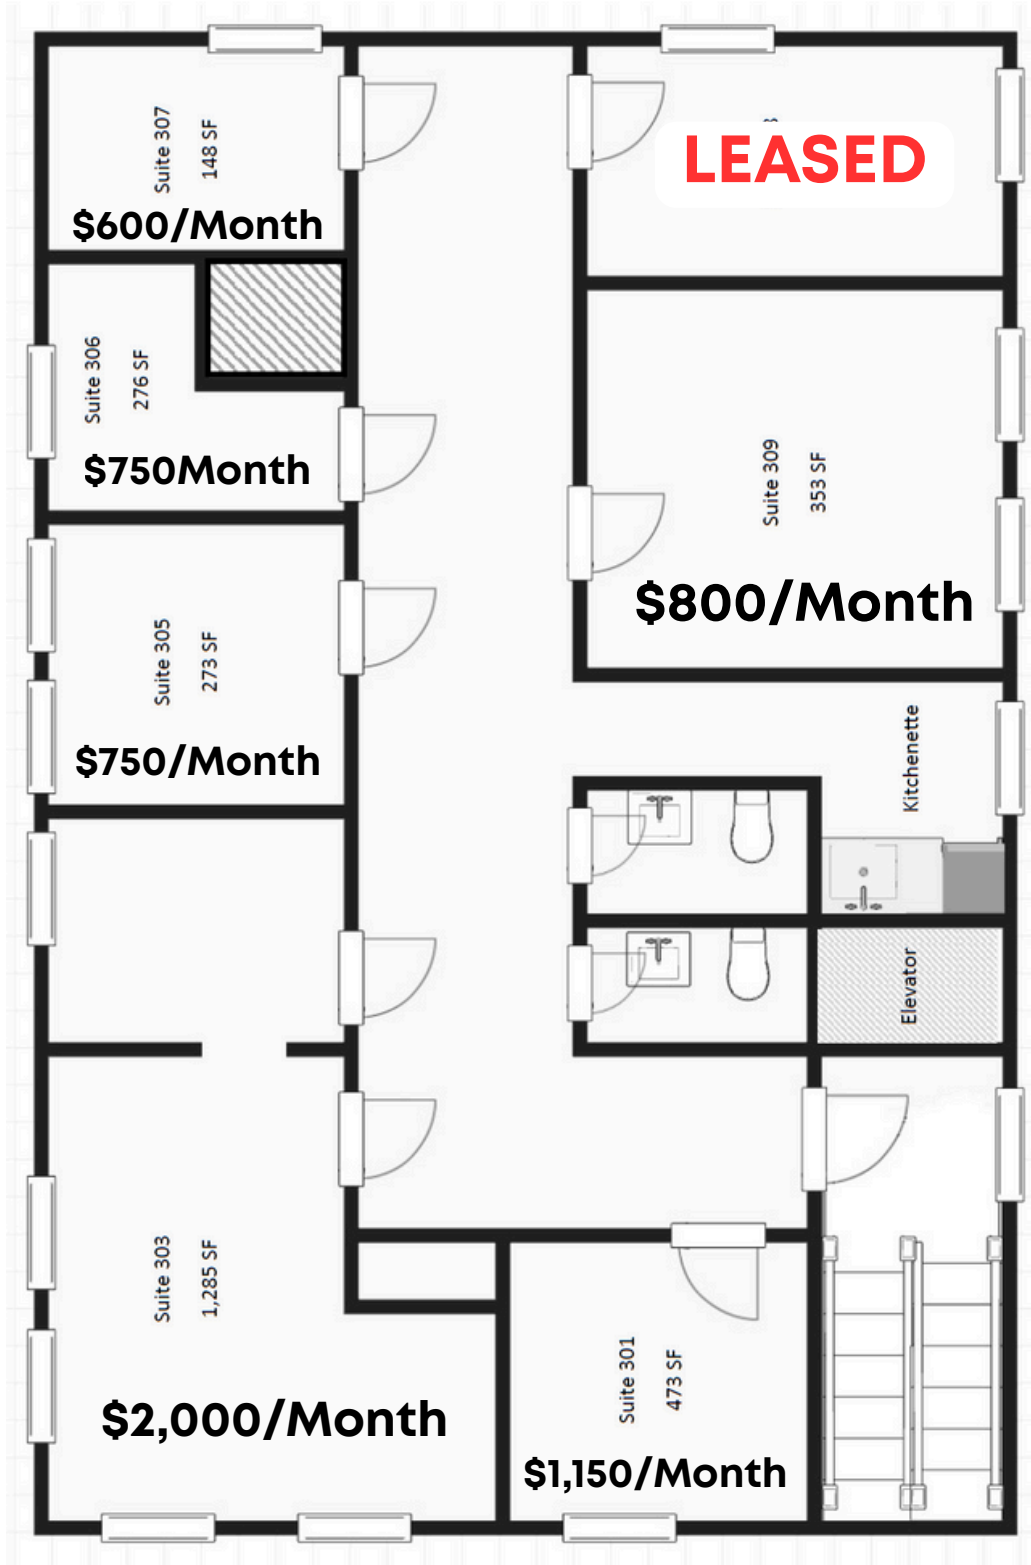 Suite 307
148 SF
$600/Month
LEASED
Suite 306
276 SF
$750Month
Suite 309
353 SF
$800/Month
Suite 305
273 SF
$750/Month
Kitchenette
Elevator
Suite 303
1,285 SF
$2,000/Month
Suite 301
473 SF
$1,150/Month